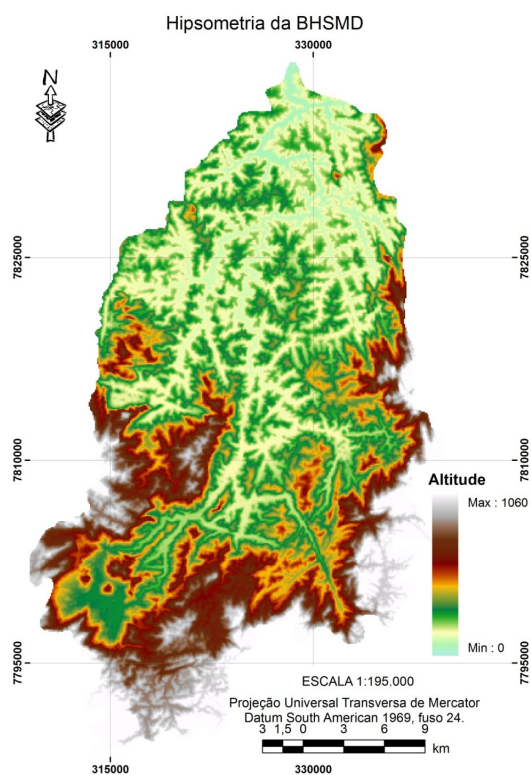 Hipsometria da BHSMD
315000
330000
N
7825000
7825000
7810000
7810000
Altitude
Max : 1060
Min : 0
7795000
7795000
ESCALA 1:195.000
Projeção Universal Transversa de Mercator
Datum South American 1969, fuso 24.
3 1,5 0 3 6 9
km
315000
330000